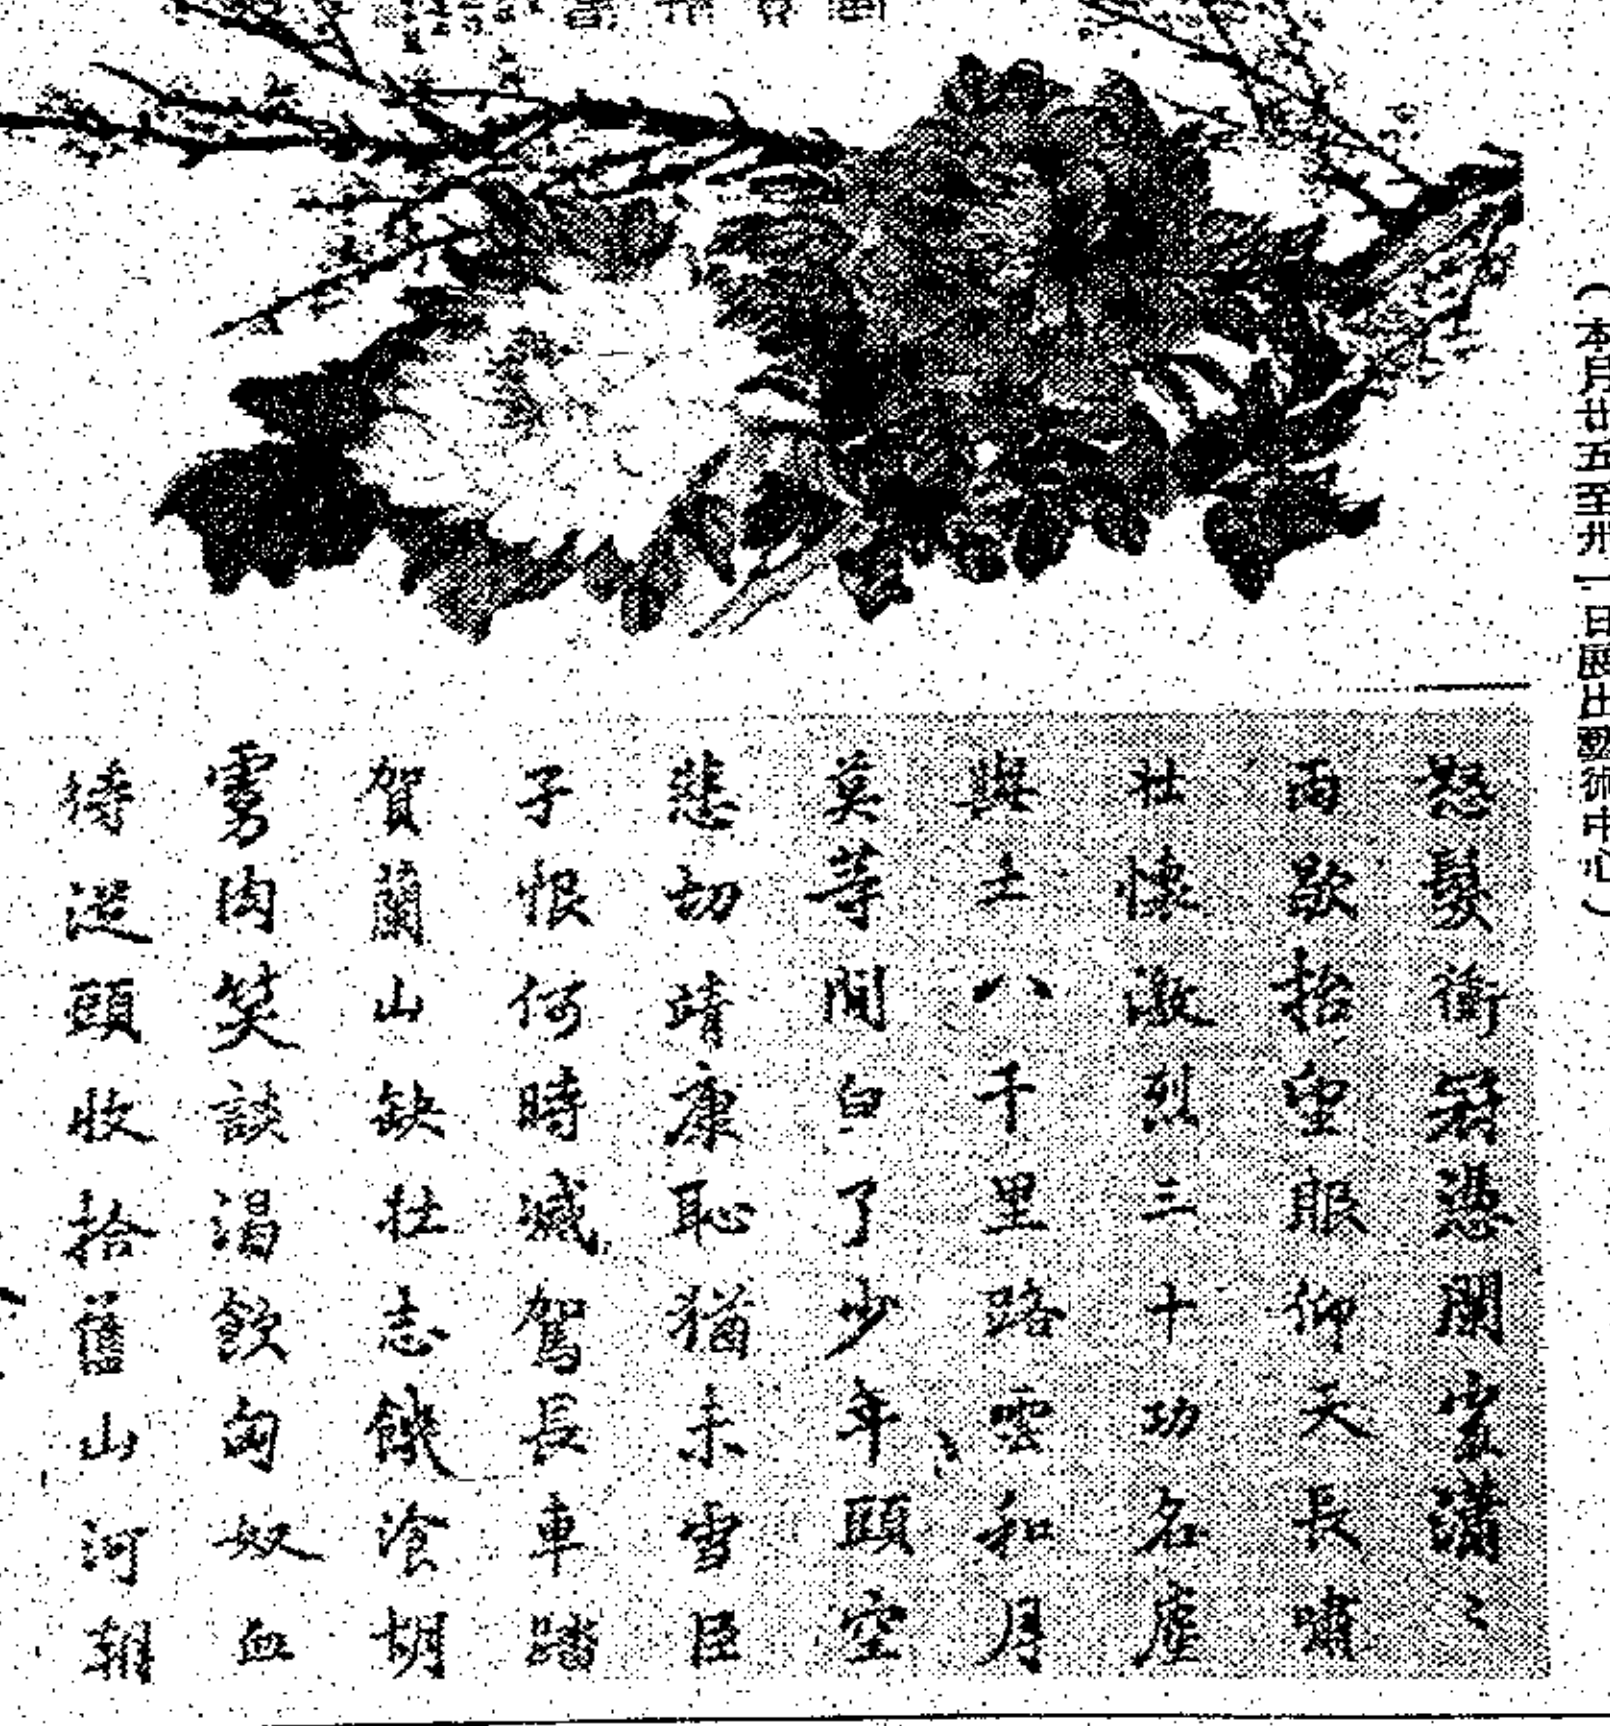 (本月廿五至卅一日展出藝術中心)
怒髮衝冠憑闌處瀟〻
雨歇抬望眼仰天長嘯
壯懷激烈三十功名塵
與土八千里路雲和月
莫等閒白了少年頭空
悲切靖康恥猶未雪臣
子恨何時滅駕長車踏
賀蘭山缺壯志饑湌胡
虜肉笑談渴飲匈奴血
待從頭收拾舊山河朝